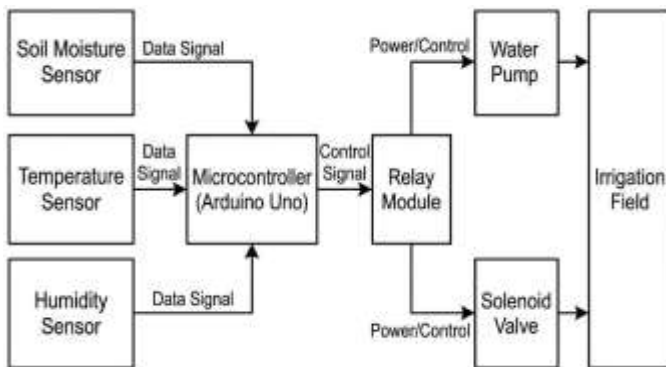 Soil Moisture
Sensor
Data Signal
Power/Control
Water
Pump
Temperature
Sensor
Data
Signal
Microcontroller
(Arduino Uno)
Control
Signal
Relay
Module
Irrigation
Field
Humidity
Sensor
Data Signal
Power/Control
Solenoid
Valve